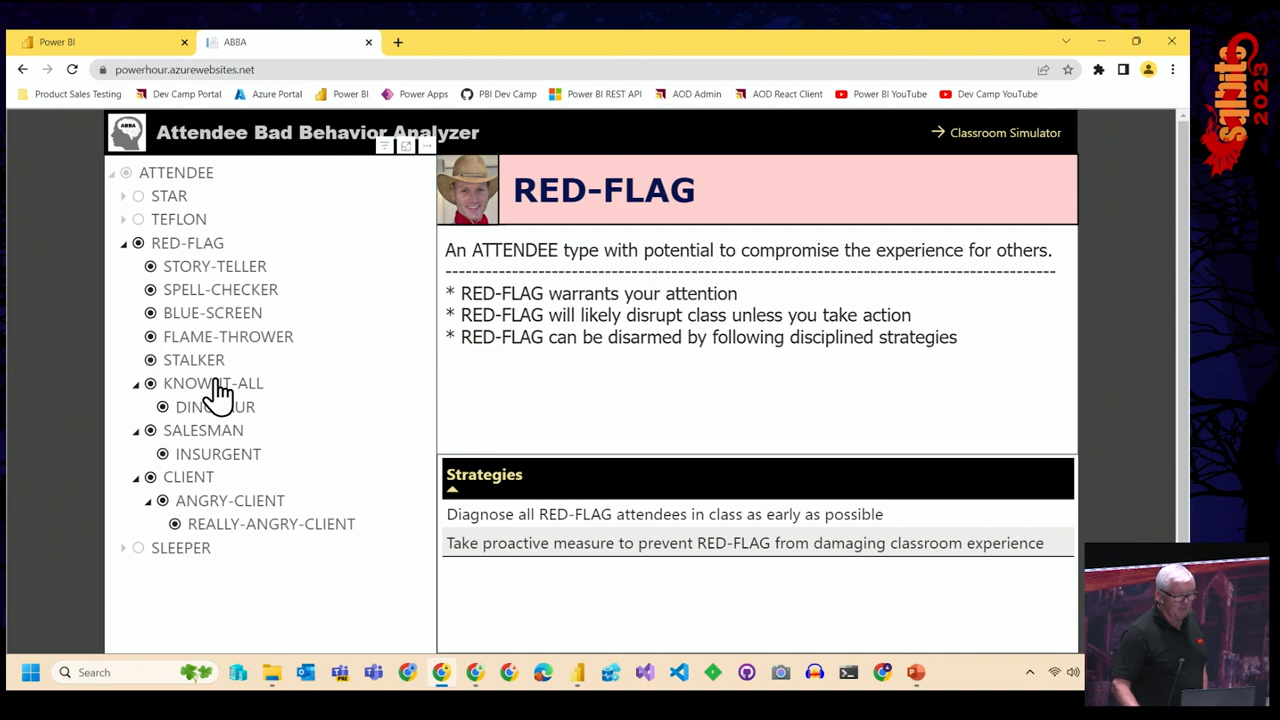 Power BI
ABBA
powerhour.azurewebsites.net
Product Sales Testing
Dev Camp Portal
Azure Portal
Power BI
Power Apps
PBI Dev Camp
Power BI REST API
AOD Admin
AOD React Client
Power BI YouTube
Dev Camp YouTube
sqlbits
2023
ABBA
Attendee Bad Behavior Analyzer
Classroom Simulator
ATTENDEE
STAR
TEFLON
RED-FLAG
STORY-TELLER
SPELL-CHECKER
BLUE-SCREEN
FLAME-THROWER
STALKER
SALESMAN
INSURGENT
CLIENT
ANGRY-CLIENT
REALLY-ANGRY-CLIENT
SLEEPER
RED-FLAG
An ATTENDEE type with potential to compromise the experience for others.
--------------------------------------------------------------------------------------------
* RED-FLAG warrants your attention
* RED-FLAG will likely disrupt class unless you take action
* RED-FLAG can be disarmed by following disciplined strategies
Strategies
Diagnose all RED-FLAG attendees in class as early as possible
Take proactive measure to prevent RED-FLAG from damaging classroom experience
Search